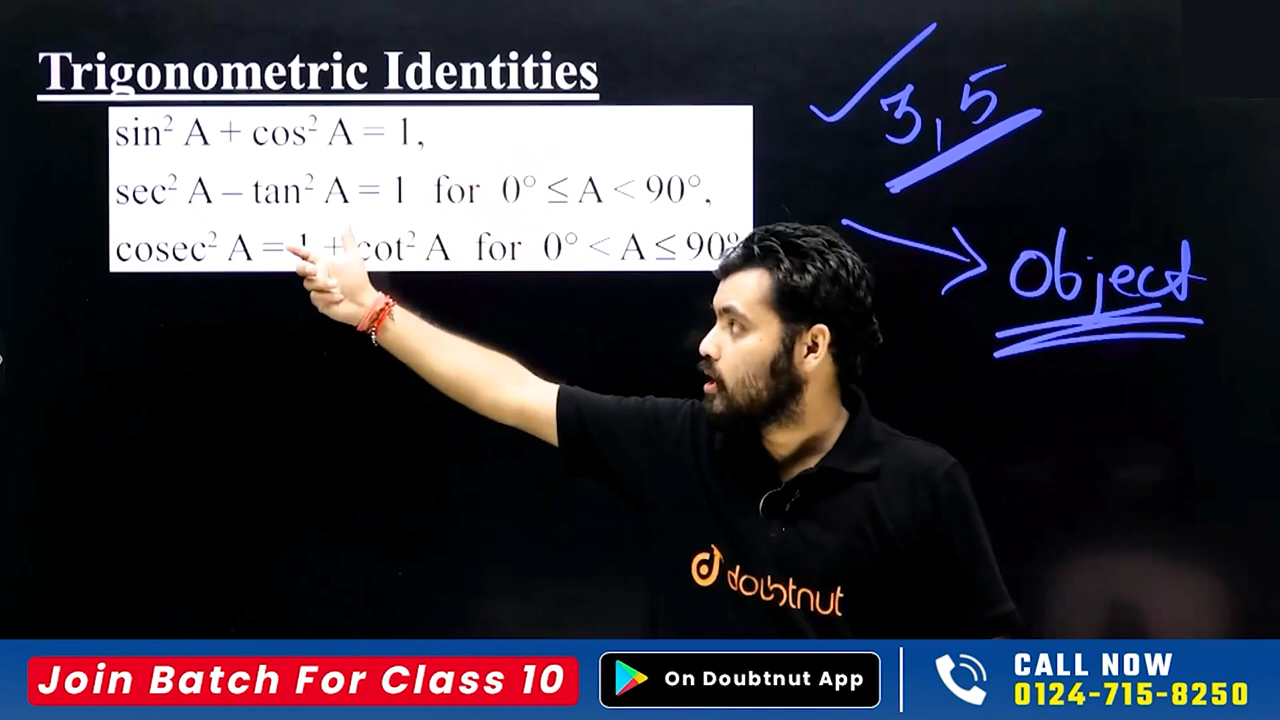 Trigonometric Identities
sin² A + cos² A = 1,
sec² A – tan² A = 1 for 0° ≤ A < 90°,
cosec² A = 1 + cot² A for 0° < A ≤ 90°
3,5
Object
doubtnut
Join Batch For Class 10
On Doubtnut App
CALL NOW
0124-715-8250